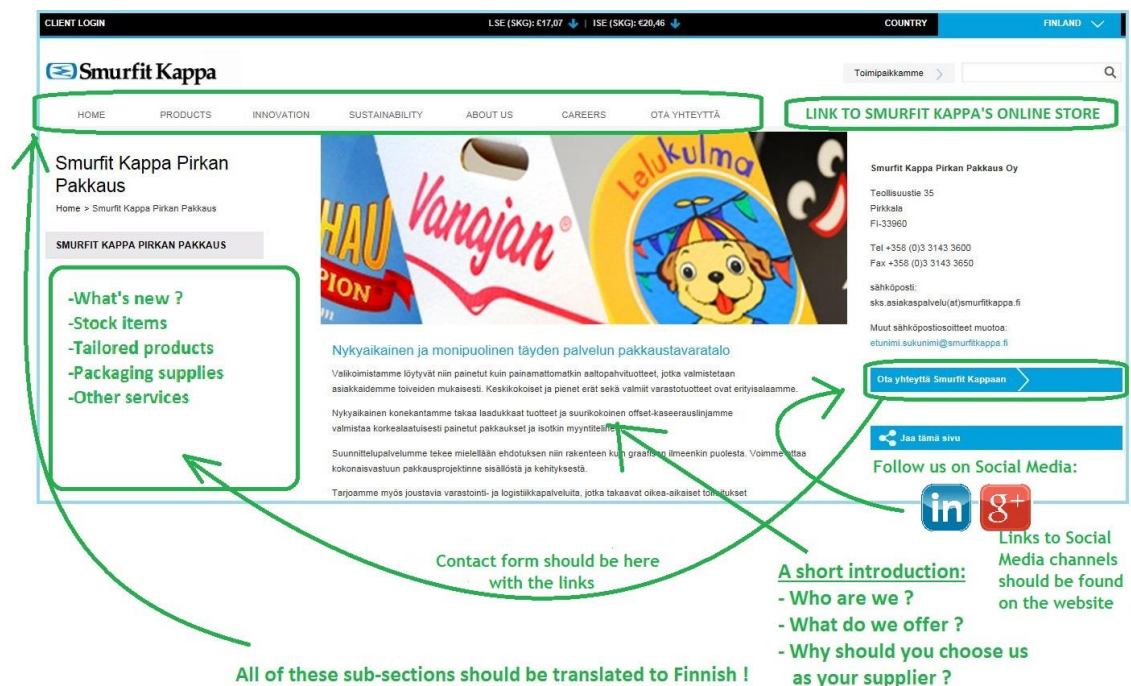 CLIENT LOGIN
LSE (SKG): £17,07 | ISE (SKG): €20,46
COUNTRY
FINLAND
Smurfit Kappa
Toimipaikkamme
HOME PRODUCTS INNOVATION SUSTAINABILITY ABOUT US CAREERS OTA YHTEYTTÄ
LINK TO SMURFIT KAPPA'S ONLINE STORE
Smurfit Kappa Pirkan
Pakkaus
Home > Smurfit Kappa Pirkan Pakkaus
SMURFIT KAPPA PIRKAN PAKKAUS
-What's new ?
-Stock items
-Tailored products
-Packaging supplies
-Other services
HAU
PION
Vanajan®
Lelukulma
Nykyaikainen ja monipuolinen täyden palvelun pakkaustavaratalo
Valikoimistamme löytyvät niin painetut kuin painamattomatkin aaltopahvituotteet, jotka valmistetaan
asiakkaidemme toiveiden mukaisesti. Keskikokoiset ja pienet erät sekä valmiit varastotuotteet ovat erityisalaamme.
Nykyaikainen konekantamme takaa laadukkaat tuotteet ja suurikokoinen offset-kaseerauslinjamme
valmistaa korkealaatuisesti painetut pakkaukset ja isotkin
Suunnittelupalvelumme tekee mielellään ehdotuksen niin rakenteen kuin graafisen ilmeenkin puolesta. Voimme ottaa
kokonaisvastuun pakkausprojektinne sisällöstä ja kehityksestä.
Tarjoamme myös joustavia varastointi- ja logistiikkapalveluita, jotka takaavat oikea-aikaiset toimitukset
Smurfit Kappa Pirkan Pakkaus Oy
Teollisuustie 35
Pirkkala
FI-33960
Tel +358 (0)3 3143 3600
Fax +358 (0)3 3143 3650
sähköposti:
sks.asiakaspalvelu(at)smurfitkappa.fi
Muut sähköpostiosoitteet muotoa:
etunimi.sukunimi@smurfitkappa.fi
Ota yhteyttä Smurfit Kappaan
Jaa tämä sivu
Follow us on Social Media:
in g+
Links to Social
Media channels
should be found
on the website
Contact form should be here
with the links
A short introduction:
- Who are we ?
- What do we offer ?
- Why should you choose us
as your supplier ?
All of these sub-sections should be translated to Finnish !